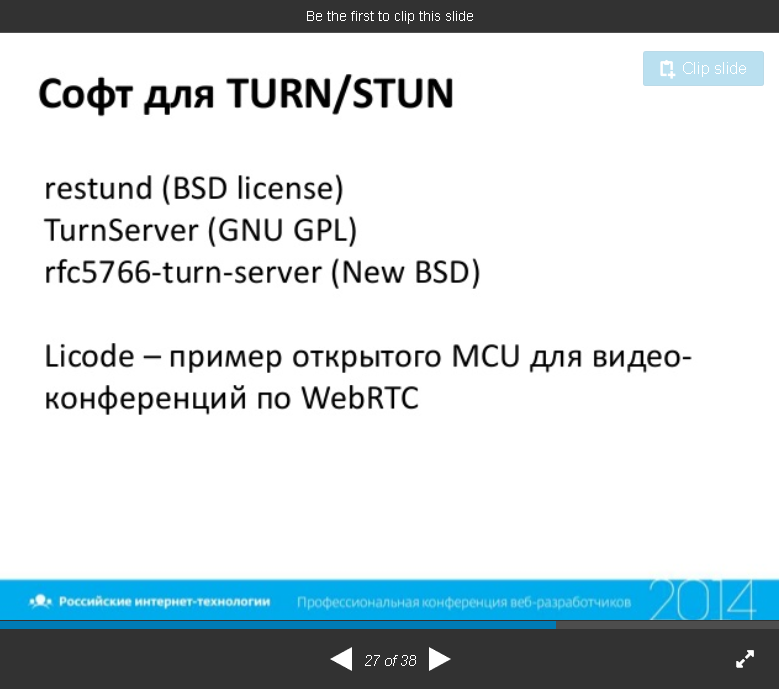 Be the first to clip this slide
Clip slide
Софт для TURN/STUN
restund (BSD license)
TurnServer (GNU GPL)
rfc5766-turn-server (New BSD)
Licode – пример открытого MCU для видео-
конференций по WebRTC
Российские интернет-технологии
Профессиональная конференция веб-разработчиков
2014
27 of 38